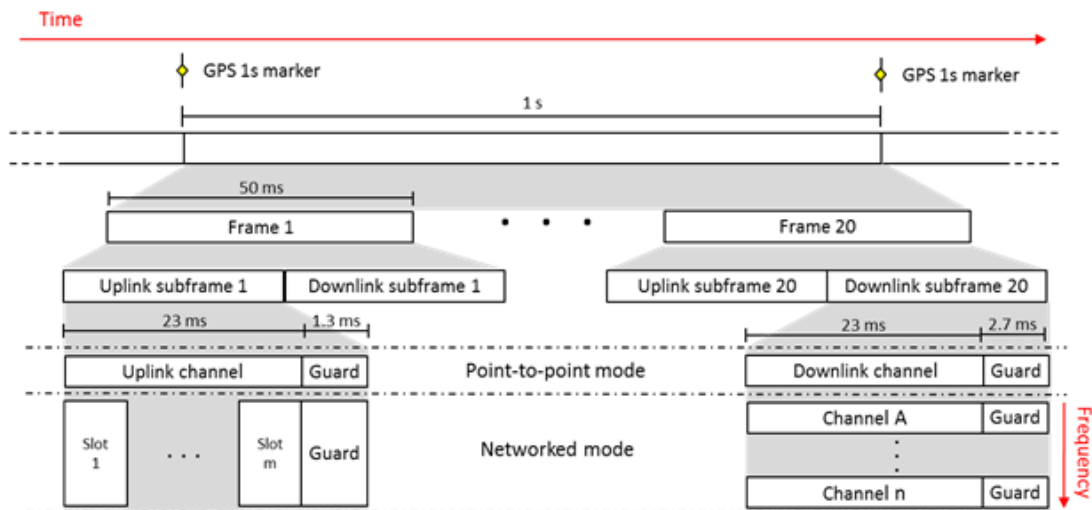 Time
GPS 1s marker
GPS 1s marker
1 s
50 ms
Frame 1
. . .
Frame 20
Uplink subframe 1
Downlink subframe 1
Uplink subframe 20
Downlink subframe 20
23 ms
1.3 ms
23 ms
2.7 ms
Uplink channel
Guard
Point-to-point mode
Downlink channel
Guard
Slot
1
. . .
Slot
m
Guard
Networked mode
Channel A
Guard
Channel n
Guard
Frequency